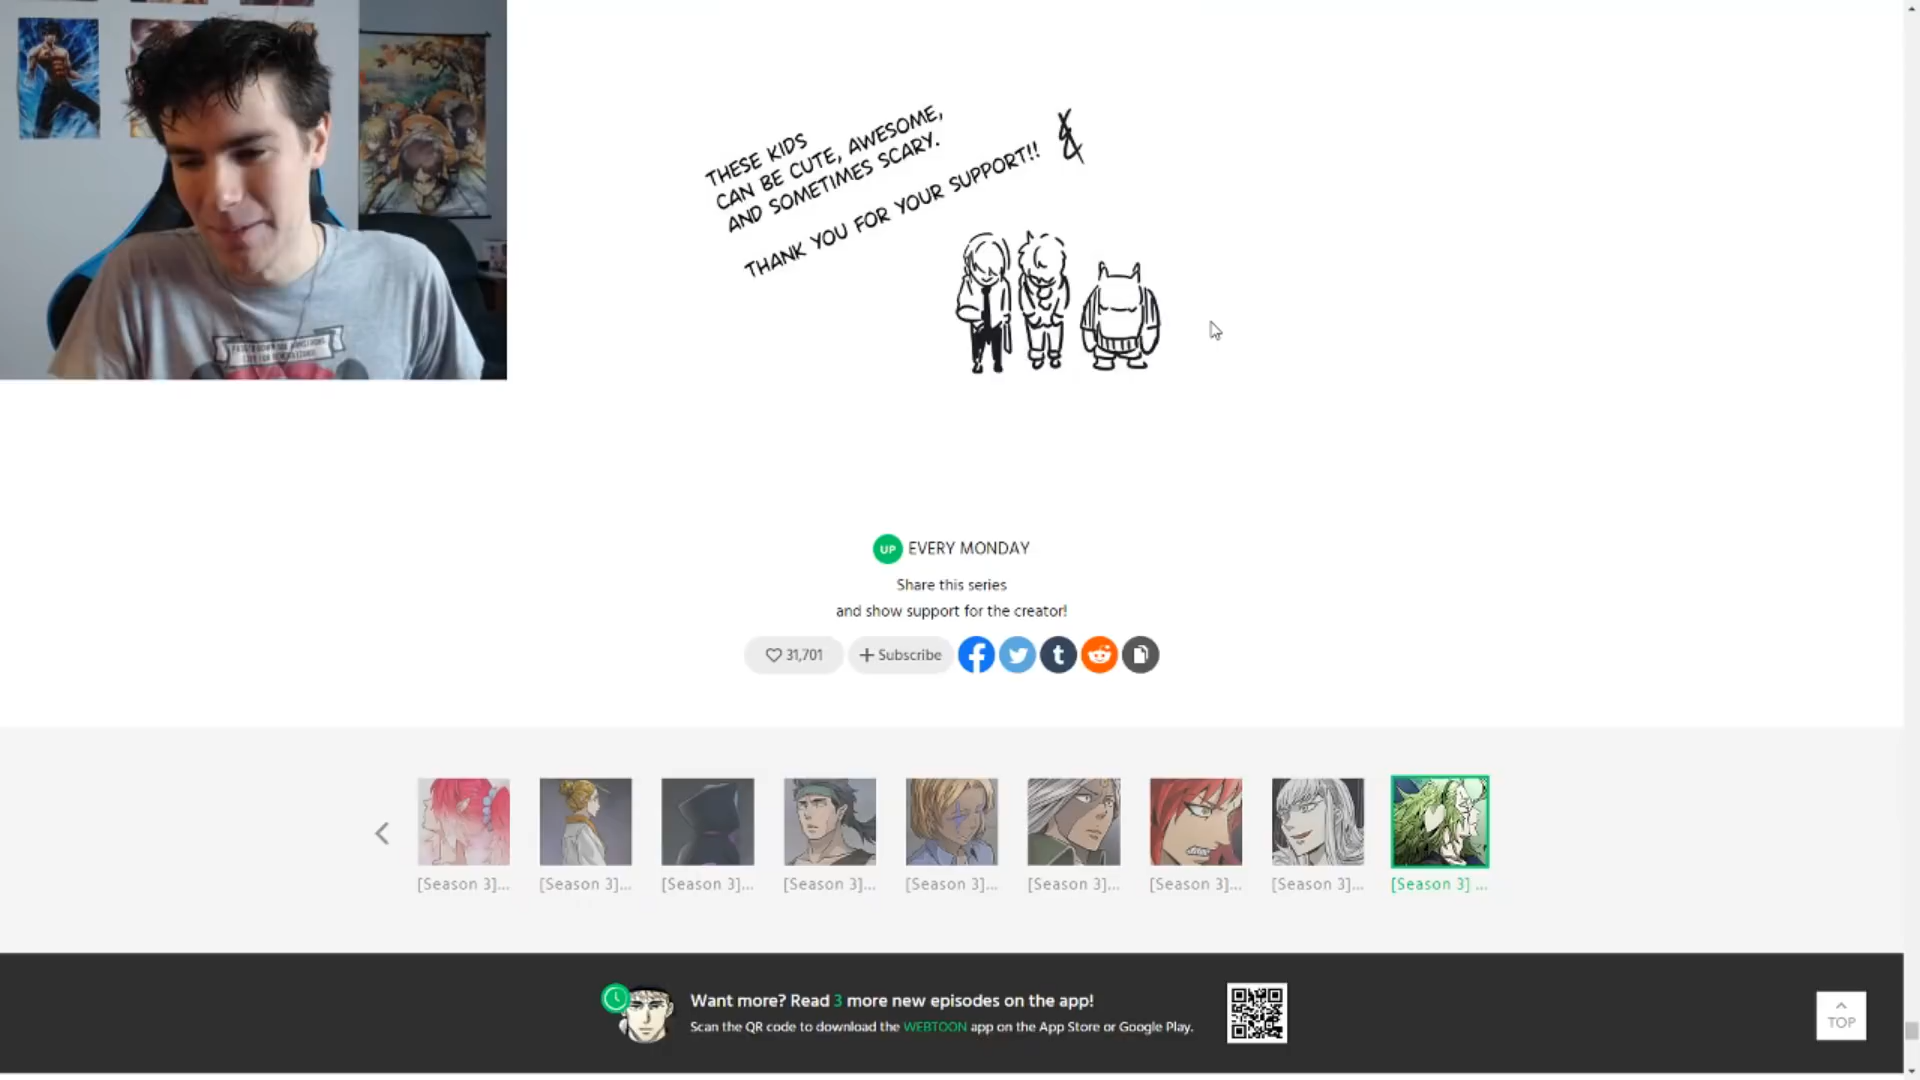 THESE KIDS
CAN BE CUTE, AWESOME,
AND SOMETIMES SCARY.
THANK YOU FOR YOUR SUPPORT!!
UP EVERY MONDAY
Share this series
and show support for the creator!
31,701
+ Subscribe
[Season 3]... [Season 3]... [Season 3]... [Season 3]... [Season 3]... [Season 3]... [Season 3]... [Season 3]... [Season 3] ...
Want more? Read 3 more new episodes on the app!
Scan the QR code to download the WEBTOON app on the App Store or Google Play.
TOP